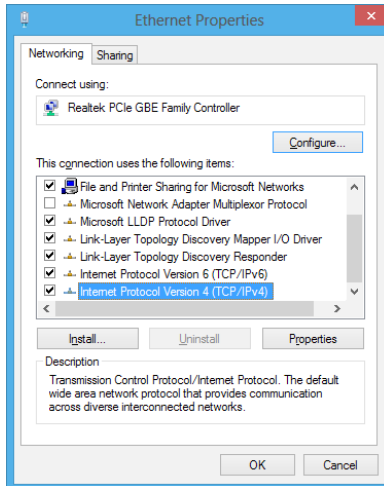 Ethernet Properties
Networking
Sharing
Connect using:
Realtek PCIe GBE Family Controller
Configure...
This connection uses the following items:
File and Printer Sharing for Microsoft Networks
Microsoft Network Adapter Multiplexor Protocol
Microsoft LLDP Protocol Driver
Link-Layer Topology Discovery Mapper I/O Driver
Link-Layer Topology Discovery Responder
Internet Protocol Version 6 (TCP/IPv6)
Internet Protocol Version 4 (TCP/IPv4)
Install...
Uninstall
Properties
Description
Transmission Control Protocol/Internet Protocol. The default
wide area network protocol that provides communication
across diverse interconnected networks.
OK
Cancel